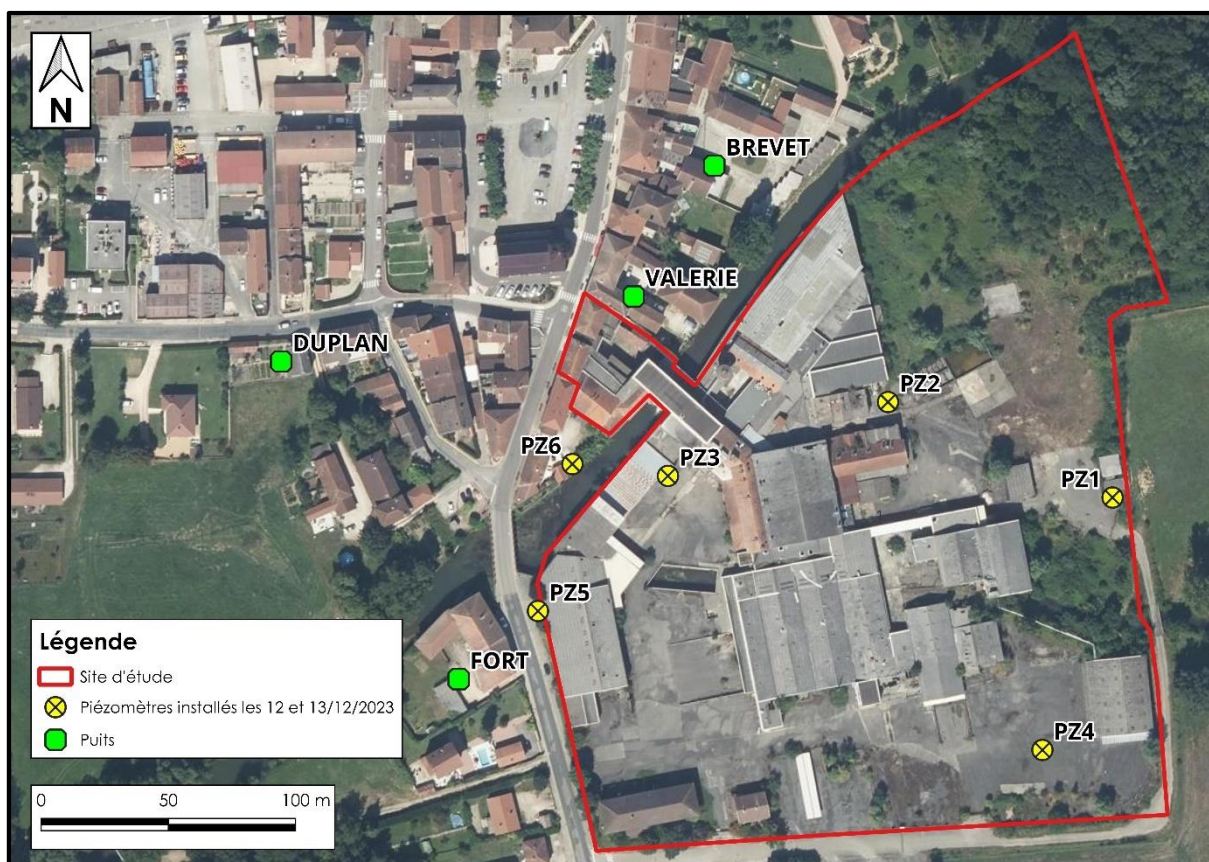 N
BREVET
VALERIE
DUPLAN
PZ2
PZ6
PZ3
PZ1
PZ5
FORT
PZ4
Légende
Site d'étude
Piézomètres installés les 12 et 13/12/2023
Puits
0 50 100 m